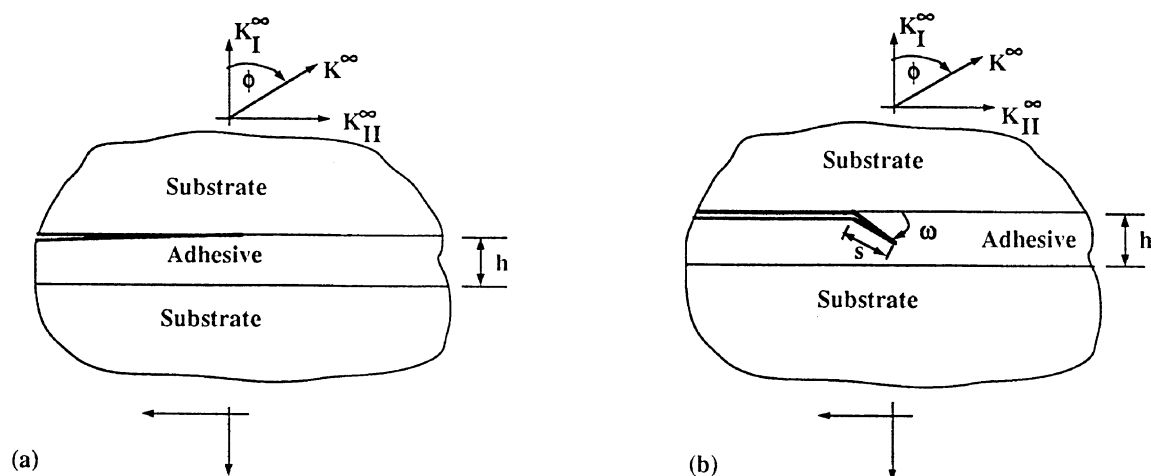 K_I^∞
ϕ
K^∞
K_II^∞
Substrate
Adhesive
h
Substrate
(a)
K_I^∞
ϕ
K^∞
K_II^∞
Substrate
ω
Adhesive
h
s
Substrate
(b)